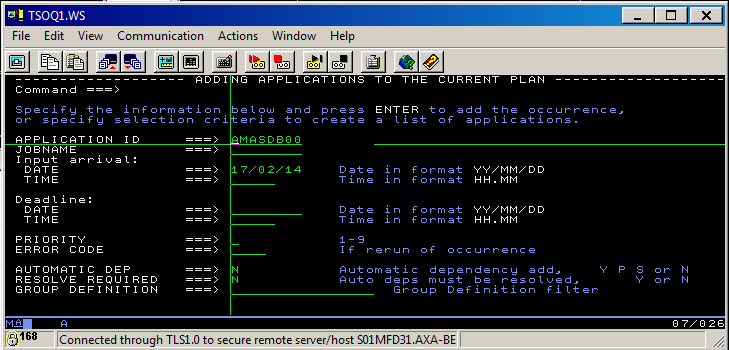 TSOQ1.WS
File Edit View Communication Actions Window Help
------------------ ADDING APPLICATIONS TO THE CURRENT PLAN ------------------
Command ===>
Specify the information below and press ENTER to add the occurrence,
or specify selection criteria to create a list of applications.
APPLICATION ID ===> AMASDB00
JOBNAME ===>
Input arrival:
DATE ===> 17/02/14 Date in format YY/MM/DD
TIME ===> Time in format HH.MM
Deadline:
DATE ===> Date in format YY/MM/DD
TIME ===> Time in format HH.MM
PRIORITY ===> 1-9
ERROR CODE ===> If rerun of occurrence
AUTOMATIC DEP ===> N Automatic dependency add, Y P S or N
RESOLVE REQUIRED ===> N Auto deps must be resolved, Y or N
GROUP DEFINITION ===> Group Definition filter
MA A 07/026
168 Connected through TLS1.0 to secure remote server/host S01MFD31.AXA-BE